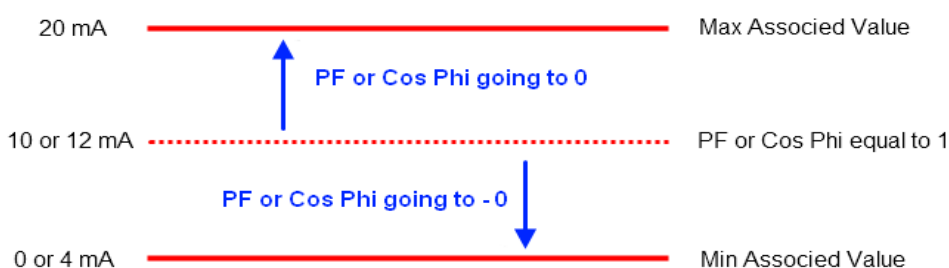 20 mA
Max Associed Value
PF or Cos Phi going to 0
10 or 12 mA
PF or Cos Phi equal to 1
PF or Cos Phi going to - 0
0 or 4 mA
Min Associed Value